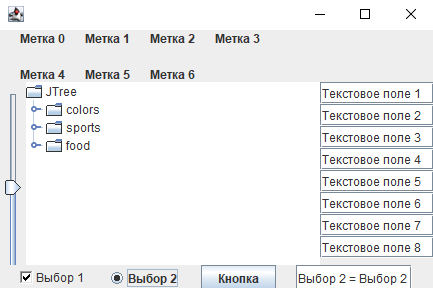 Метка 0 Метка 1 Метка 2 Метка 3
Метка 4 Метка 5 Метка 6
JTree
colors
sports
food
Текстовое поле 1
Текстовое поле 2
Текстовое поле 3
Текстовое поле 4
Текстовое поле 5
Текстовое поле 6
Текстовое поле 7
Текстовое поле 8
Выбор 1 Выбор 2 Кнопка Выбор 2 = Выбор 2